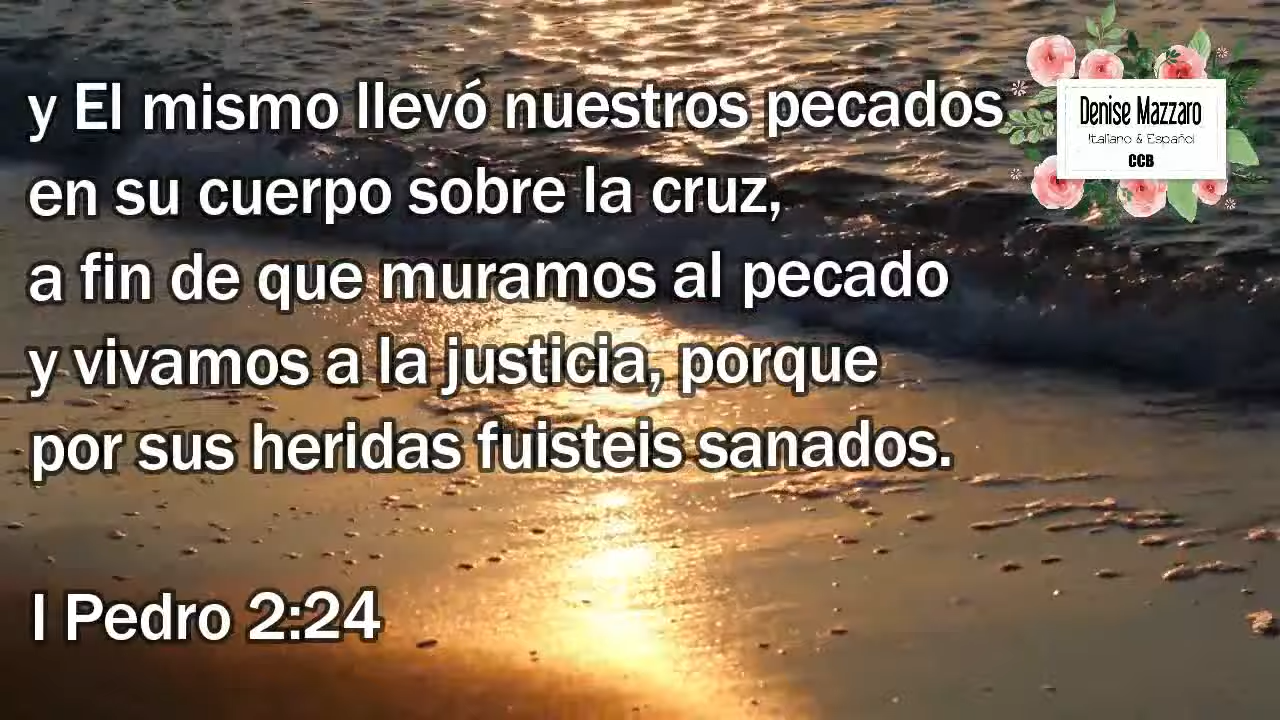 y El mismo llevó nuestros pecados
en su cuerpo sobre la cruz,
a fin de que muramos al pecado
y vivamos a la justicia, porque
por sus heridas fuisteis sanados.
I Pedro 2:24
Denise Mazzaro
Italiano & Español
CCB